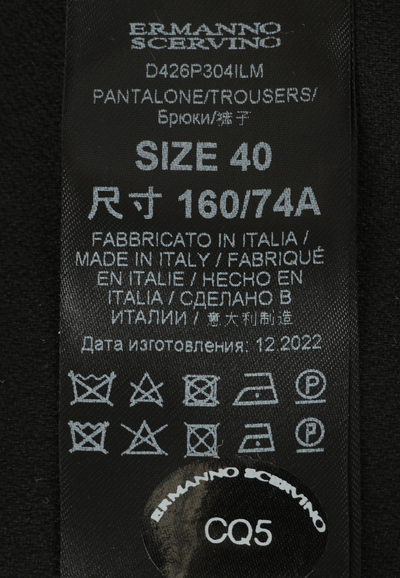 ERMANNO
SCERVINO
D426P304ILM
PANTALONE/TROUSERS/
Брюки/裤子
SIZE 40
尺寸 160/74A
FABBRICATO IN ITALIA /
MADE IN ITALY / FABRIQUÉ
EN ITALIE / HECHO EN
ITALIA / СДЕЛАНО В
ИТАЛИИ / 意大利制造
Дата изготовления: 12.2022
P
P
ERMANNO SCERVINO
CQ5